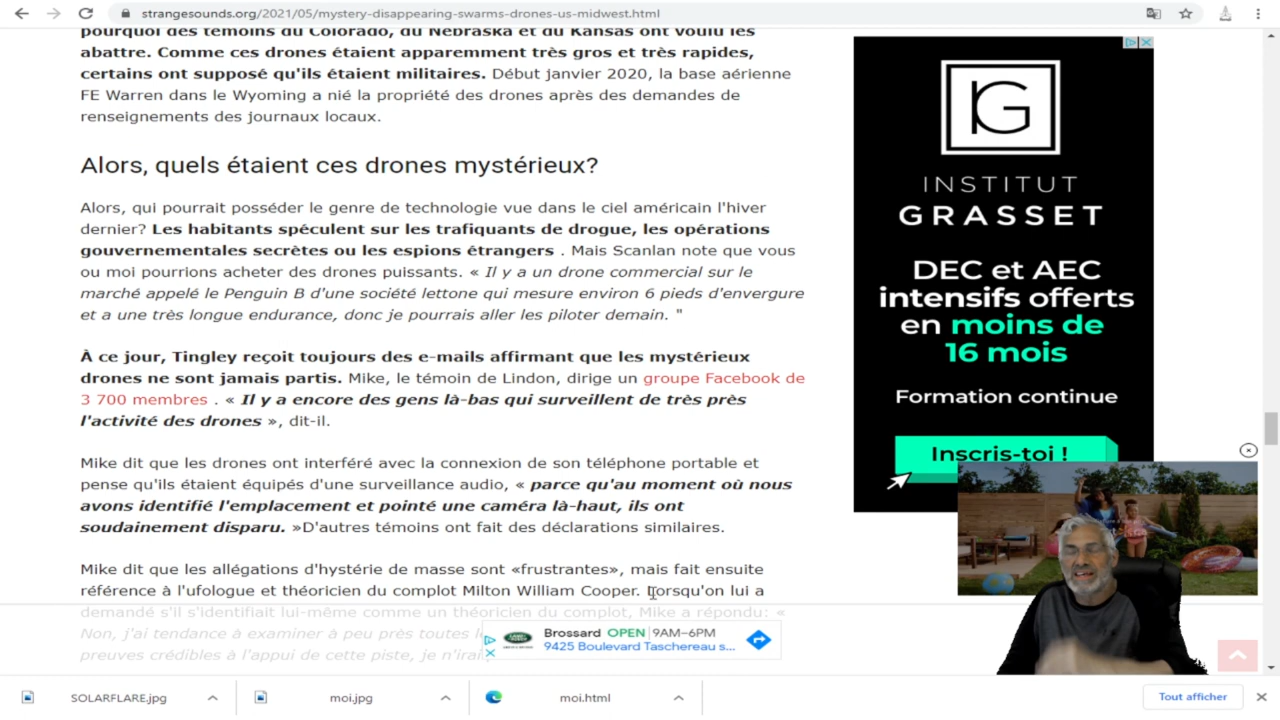 strangesounds.org/2021/05/mystery-disappearing-swarms-drones-us-midwest.html
pourquoi des témoins du Colorado, du Nebraska et du Kansas ont voulu les
abattre. Comme ces drones étaient apparemment très gros et très rapides,
certains ont supposé qu'ils étaient militaires. Début janvier 2020, la base aérienne
FE Warren dans le Wyoming a nié la propriété des drones après des demandes de
renseignements des journaux locaux.
Alors, quels étaient ces drones mystérieux?
Alors, qui pourrait posséder le genre de technologie vue dans le ciel américain l'hiver
dernier? Les habitants spéculent sur les trafiquants de drogue, les opérations
gouvernementales secrètes ou les espions étrangers . Mais Scanlan note que vous
ou moi pourrions acheter des drones puissants. « Il y a un drone commercial sur le
marché appelé le Penguin B d'une société lettone qui mesure environ 6 pieds d'envergure
et a une très longue endurance, donc je pourrais aller les piloter demain. "
À ce jour, Tingley reçoit toujours des e-mails affirmant que les mystérieux
drones ne sont jamais partis. Mike, le témoin de Lindon, dirige un groupe Facebook de
3 700 membres . « Il y a encore des gens là-bas qui surveillent de très près
l'activité des drones », dit-il.
Mike dit que les drones ont interféré avec la connexion de son téléphone portable et
pense qu'ils étaient équipés d'une surveillance audio, « parce qu'au moment où nous
avons identifié l'emplacement et pointé une caméra là-haut, ils ont
soudainement disparu. »D'autres témoins ont fait des déclarations similaires.
Mike dit que les allégations d'hystérie de masse sont «frustrantes», mais fait ensuite
référence à l'ufologue et théoricien du complot Milton William Cooper. Lorsqu'on lui a
demandé s'il s'identifiait lui-même comme un théoricien du complot, Mike a répondu: «
Non, j'ai tendance à examiner à peu près toutes
preuves crédibles à l'appui de cette piste, je n'irai
IG
INSTITUT
GRASSET
DEC et AEC
intensifs offerts
en moins de
16 mois
Formation continue
Inscris-toi !
Brossard OPEN 9AM–6PM
9425 Boulevard Taschereau s...
SOLARFLARE.jpg
moi.jpg
moi.html
Tout afficher